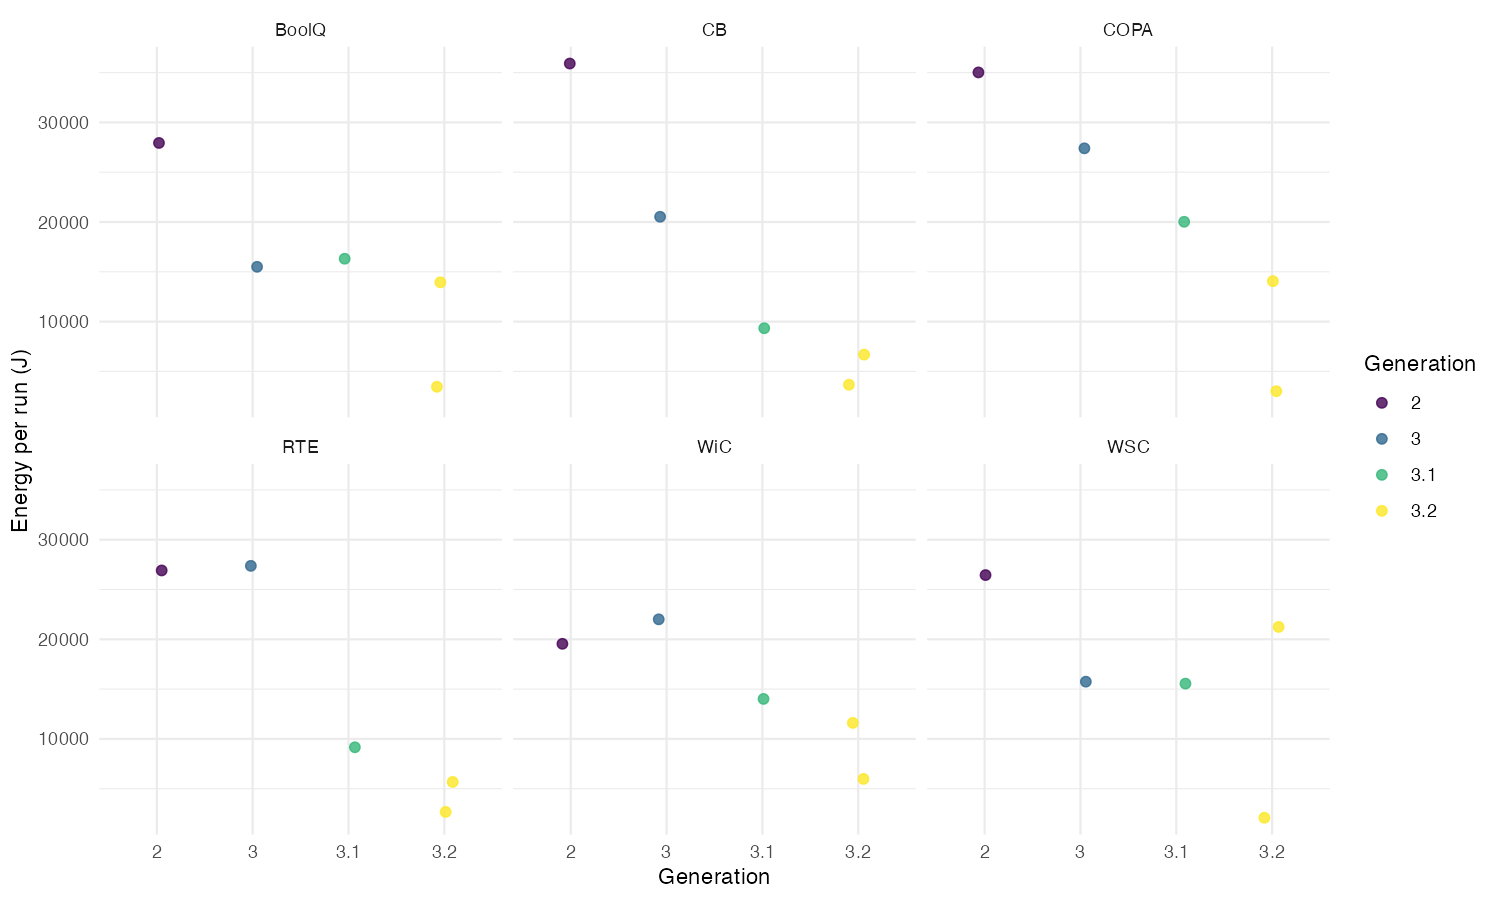 BoolQ
CB
COPA
30000
20000
10000
RTE
WiC
WSC
30000
20000
10000
2
3
3.1
3.2
2
3
3.1
3.2
2
3
3.1
3.2
Generation
Energy per run (J)
Generation
2
3
3.1
3.2